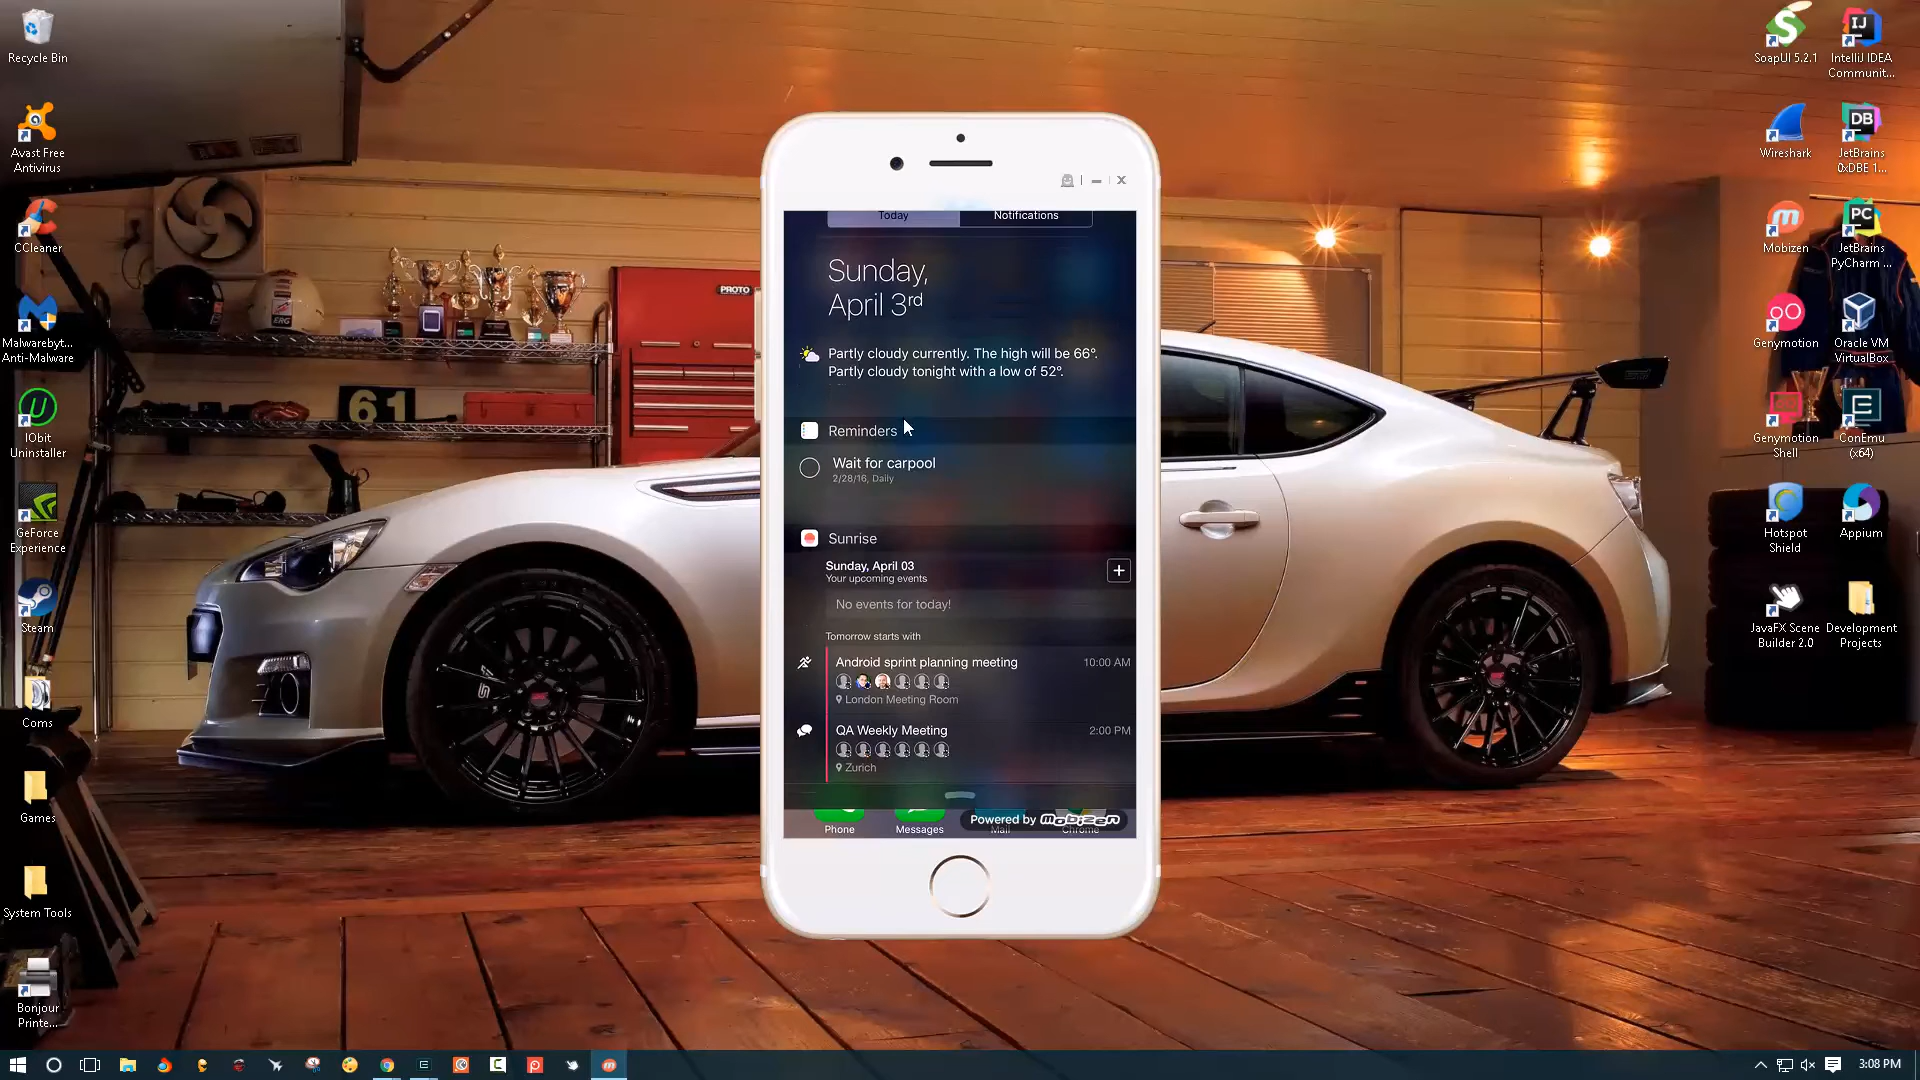 Recycle Bin
Avast Free
Antivirus
CCleaner
Malwarebyt...
Anti-Malware
IObit
Uninstaller
GeForce
Experience
Steam
Coms
Games
System Tools
Bonjour
Printe...
PROTO
ERG
61
Today
Notifications
Sunday,
April 3rd
Partly cloudy currently. The high will be 66°.
Partly cloudy tonight with a low of 52°.
Reminders
Wait for carpool
2/28/16, Daily
Sunrise
Sunday, April 03
Your upcoming events
No events for today!
Tomorrow starts with
Android sprint planning meeting
10:00 AM
London Meeting Room
QA Weekly Meeting
2:00 PM
Zurich
Powered by mobizen
Phone
Messages
Mail
Chrome
SoapUI 5.2.1
IntelliJ IDEA
Communit...
Wireshark
JetBrains
0xDBE 1...
Mobizen
JetBrains
PyCharm ...
Genymotion
Oracle VM
VirtualBox
Genymotion
Shell
ConEmu
(x64)
Hotspot
Shield
Appium
JavaFX Scene
Builder 2.0
Development
Projects
3:08 PM